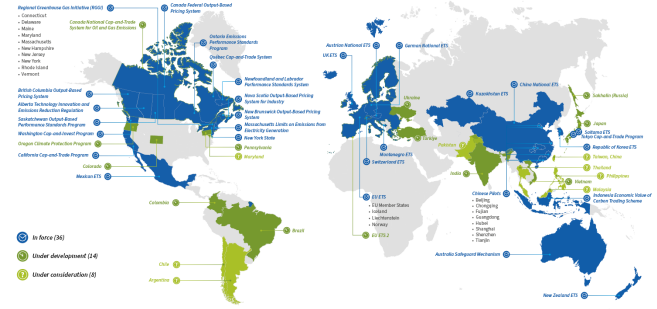 Regional Greenhouse Gas Initiative (RGGI)
• Connecticut
• Delaware
• Maine
• Maryland
• Massachusetts
• New Hampshire
• New Jersey
• New York
• Rhode Island
• Vermont
Canada Federal Output-Based
Pricing System
Canada National Cap-and-Trade
System for Oil and Gas Emissions
Ontario Emissions
Performance Standards
Program
Québec Cap-and-Trade System
Newfoundland and Labrador
Performance Standards System
Nova Scotia Output-Based Pricing
System for Industry
New Brunswick Output-Based Pricing
System
Massachusetts Limits on Emissions from
Electricity Generation
New York State
Pennsylvania
Maryland
British Columbia Output-Based
Pricing System
Alberta Technology Innovation and
Emissions Reduction Regulation
Saskatchewan Output-Based
Performance Standards Program
Washington Cap-and-Invest Program
Oregon Climate Protection Program
California Cap-and-Trade Program
Colorado
Mexican ETS
Colombia
Brazil
Chile
Argentina
Austrian National ETS
German National ETS
UK ETS
Ukraine
Türkiye
Montenegro ETS
Switzerland ETS
EU ETS
• EU Member States
• Iceland
• Liechtenstein
• Norway
EU ETS 2
Kazakhstan ETS
China National ETS
Pakistan
India
Chinese Pilots
• Beijing
• Chongqing
• Fujian
• Guangdong
• Hubei
• Shanghai
• Shenzhen
• Tianjin
Sakhalin (Russia)
Japan
Saitama ETS
Tokyo Cap-and-Trade Program
Republic of Korea ETS
Taiwan, China
Thailand
Philippines
Vietnam
Malaysia
Indonesia Economic Value of
Carbon Trading Scheme
Australia Safeguard Mechanism
New Zealand ETS
In force (36)
Under development (14)
Under consideration (8)